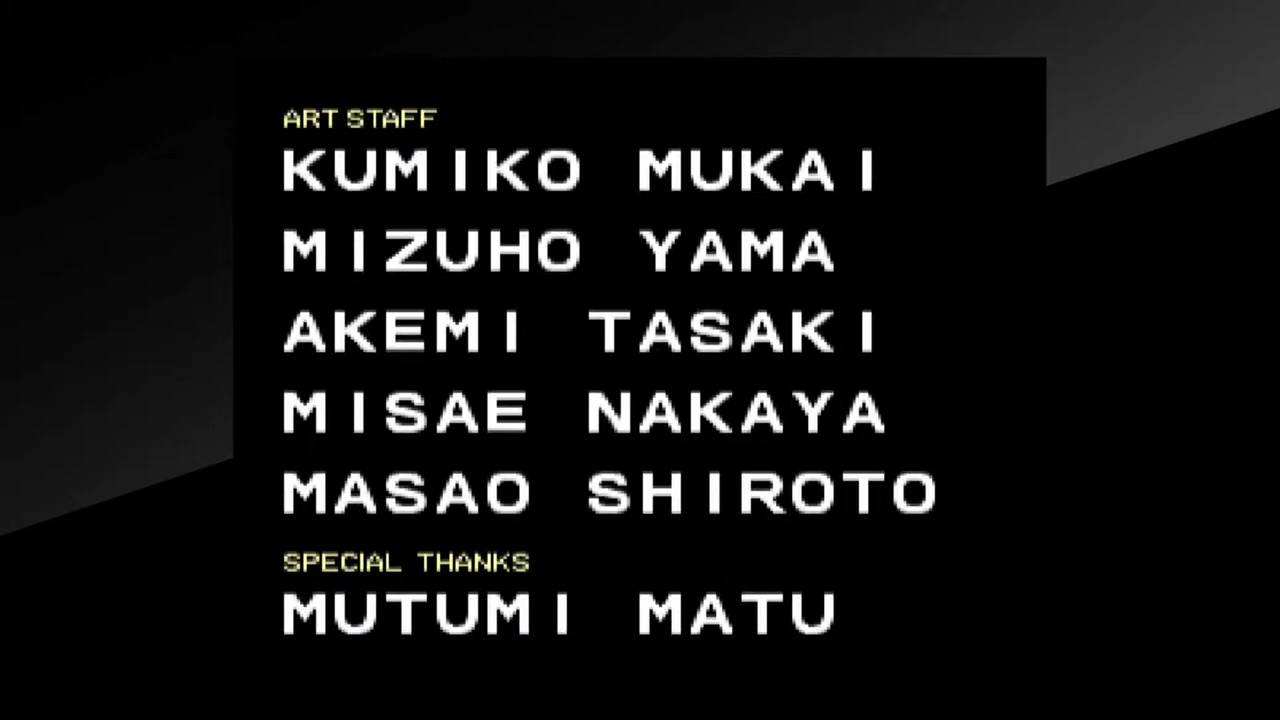 ART STAFF
KUMIKO MUKAI
MIZUHO YAMA
AKEMI TASAKI
MISAE NAKAYA
MASAO SHIROTO
SPECIAL THANKS
MUTUMI MATU